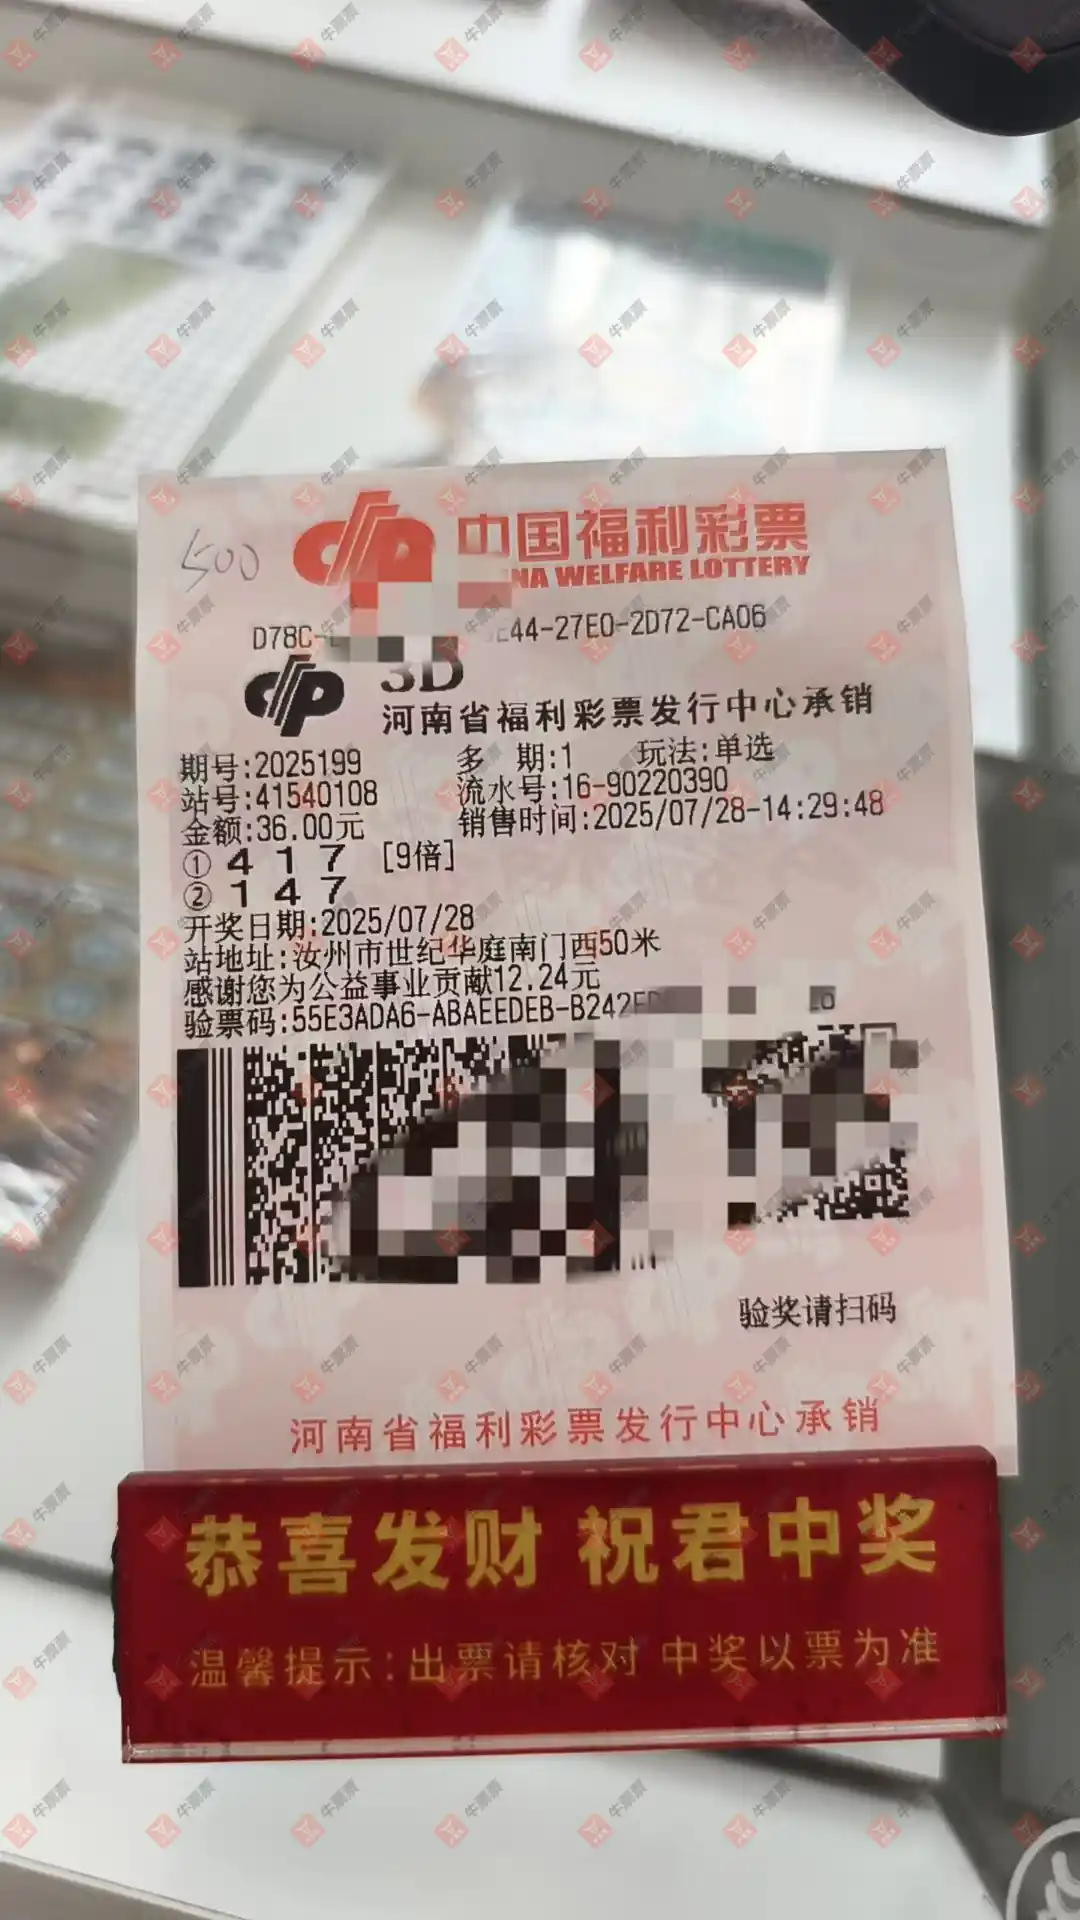 500
中国福利彩票
NA WELFARE LOTTERY
D78C-
E44-27E0-2D72-CA06
3D
河南省福利彩票发行中心承销
期号:2025199 多 期:1 玩法:单选
站号:41540108 流水号:16-90220390
金额:36.00元 销售时间:2025/07/28-14:29:48
① 4 1 7 [9倍]
② 1 4 7
开奖日期:2025/07/28
站地址:汝州市世纪华庭南门西50米
感谢您为公益事业贡献12.24元
验票码:55E3ADA6-ABAEEDEB-B242
验奖请扫码
河南省福利彩票发行中心承销
恭喜发财 祝君中奖
温馨提示:出票请核对 中奖以票为准
牛票票